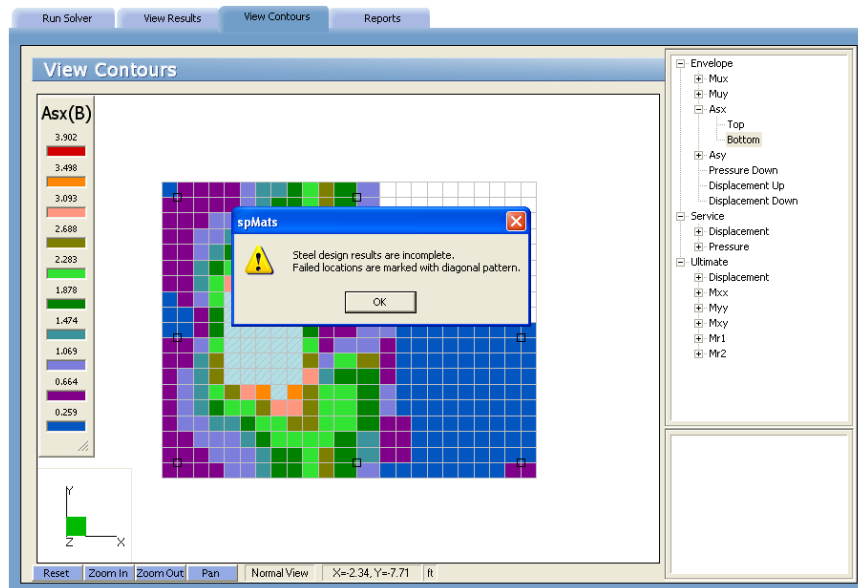 Run Solver
View Results
View Contours
Reports
View Contours
Asx(B)
3.902
3.498
3.093
2.688
2.283
1.878
1.474
1.069
0.664
0.259
spMats
Steel design results are incomplete.
Failed locations are marked with diagonal pattern.
OK
Y
Z
X
Reset
Zoom In
Zoom Out
Pan
Normal View
X=-2.34, Y=-7.71
ft
Envelope
Mux
Muy
Asx
Top
Bottom
Asy
Pressure Down
Displacement Up
Displacement Down
Service
Displacement
Pressure
Ultimate
Displacement
Mxx
Myy
Mxy
Mr1
Mr2